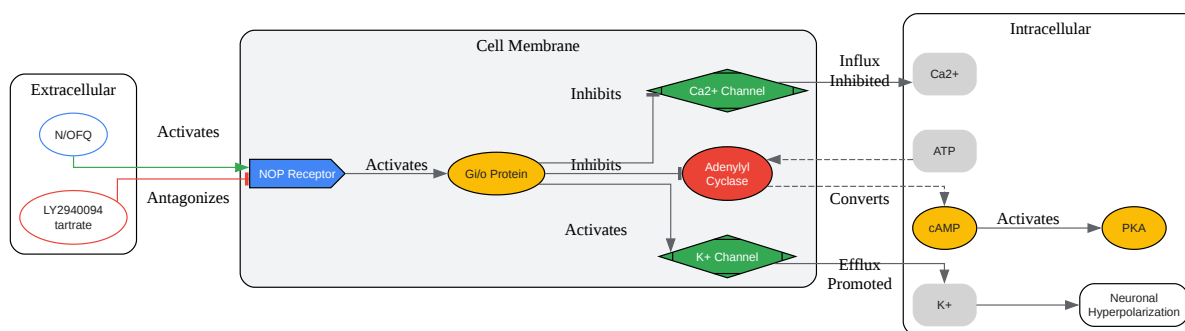 Cell Membrane
Intracellular
Extracellular
N/OFQ
LY2940094
tartrate
Activates
Antagonizes
NOP Receptor
Activates
Gi/o Protein
Inhibits
Inhibits
Activates
Ca2+ Channel
Adenylyl
Cyclase
K+ Channel
Influx
Inhibited
Converts
Efflux
Promoted
Ca2+
ATP
cAMP
Activates
PKA
K+
Neuronal
Hyperpolarization